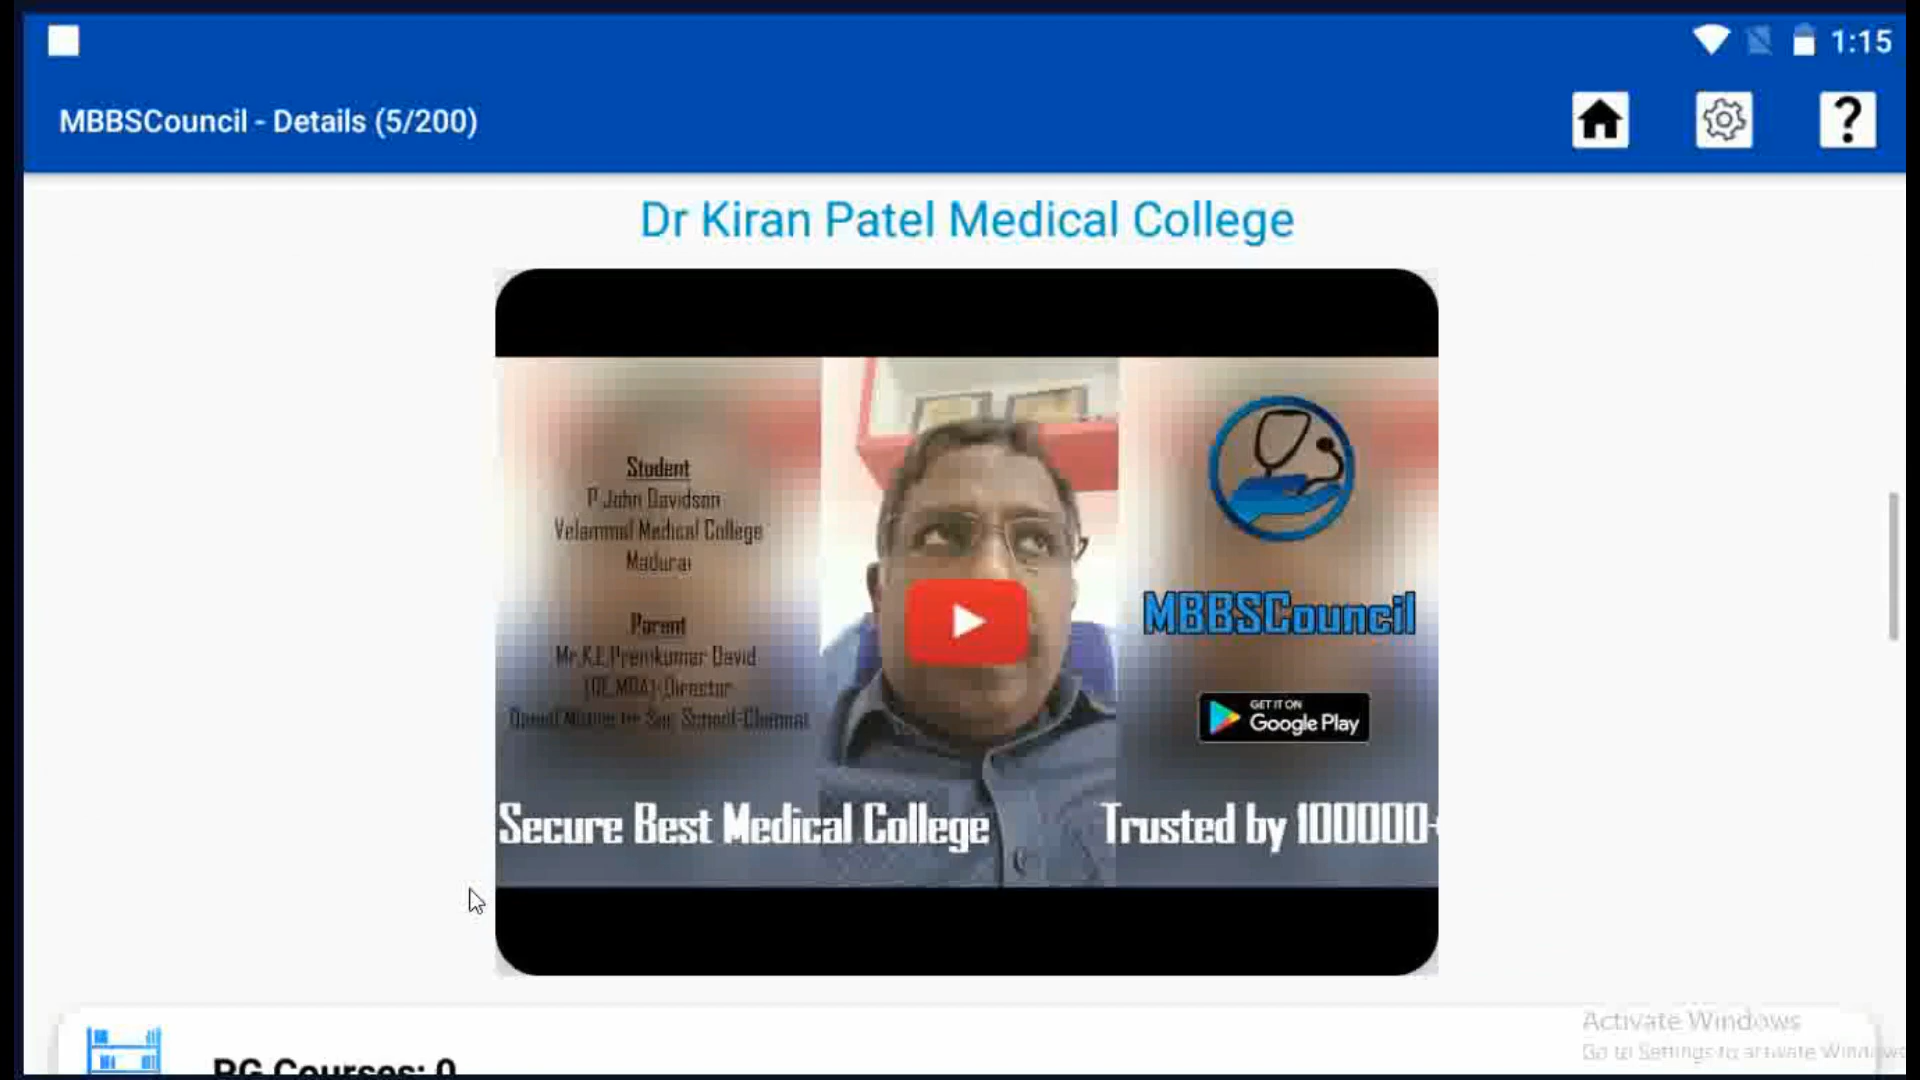 1:15
MBBSCouncil - Details (5/200)
Dr Kiran Patel Medical College
Student
P John Davidson
Velammal Medical College
Madurai
Parent
Mr.K.E.Premkumar David
Director
MBBSCouncil
GET IT ON
Google Play
Secure Best Medical College
Trusted by 100000+
PG Courses: 0
Activate Windows
Go to Settings to activate Windows